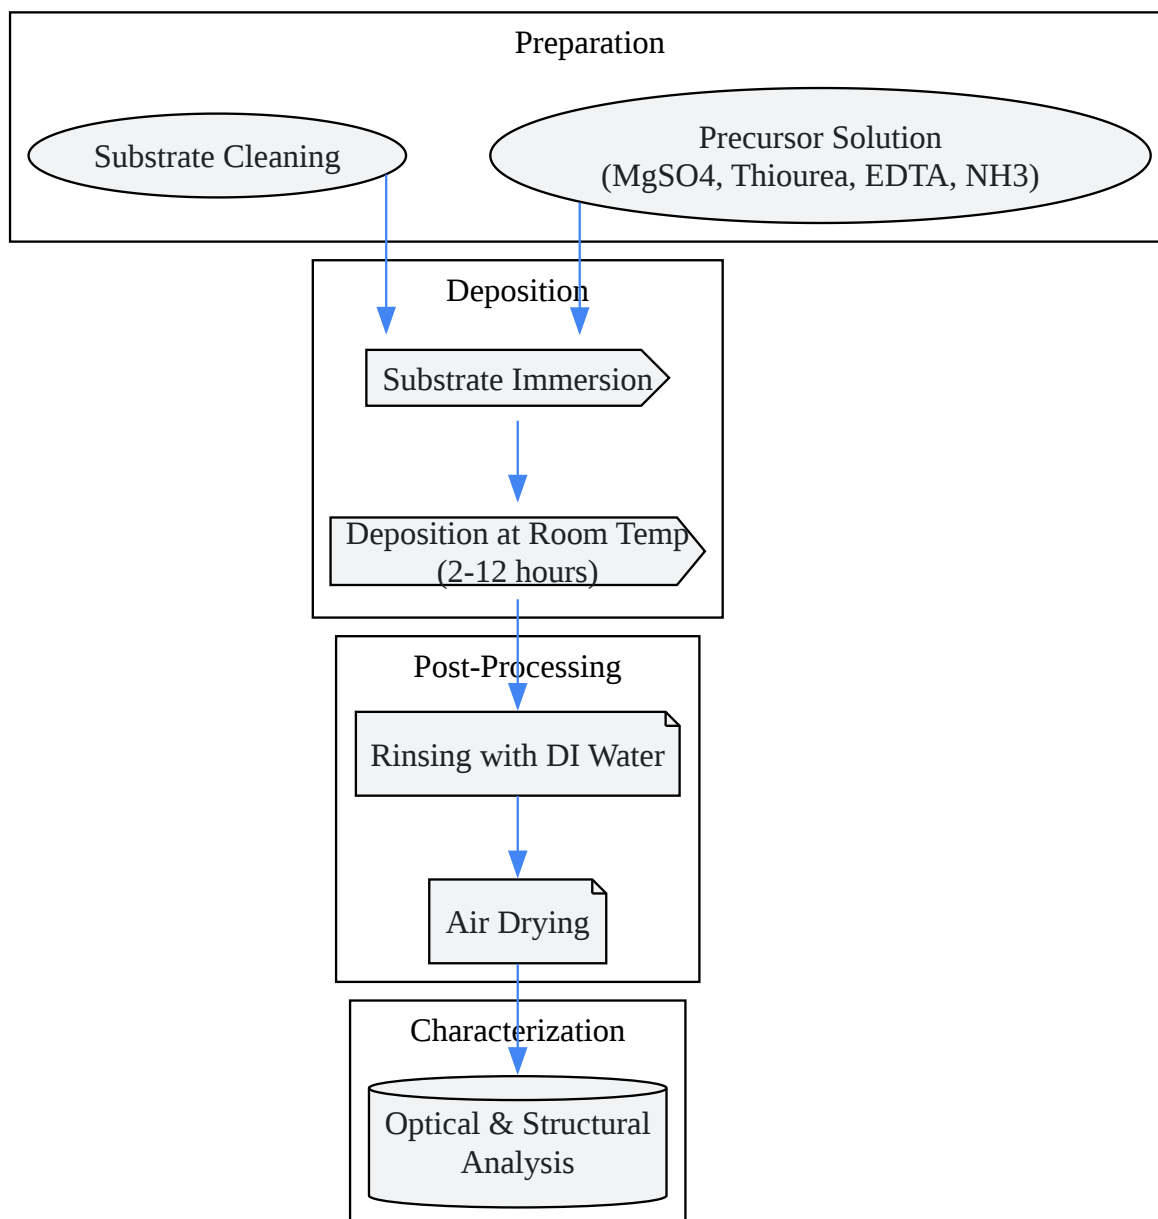 Preparation
Substrate Cleaning
Precursor Solution
(MgSO4, Thiourea, EDTA, NH3)
Deposition
Substrate Immersion
Deposition at Room Temp
(2-12 hours)
Post-Processing
Rinsing with DI Water
Air Drying
Characterization
Optical & Structural
Analysis